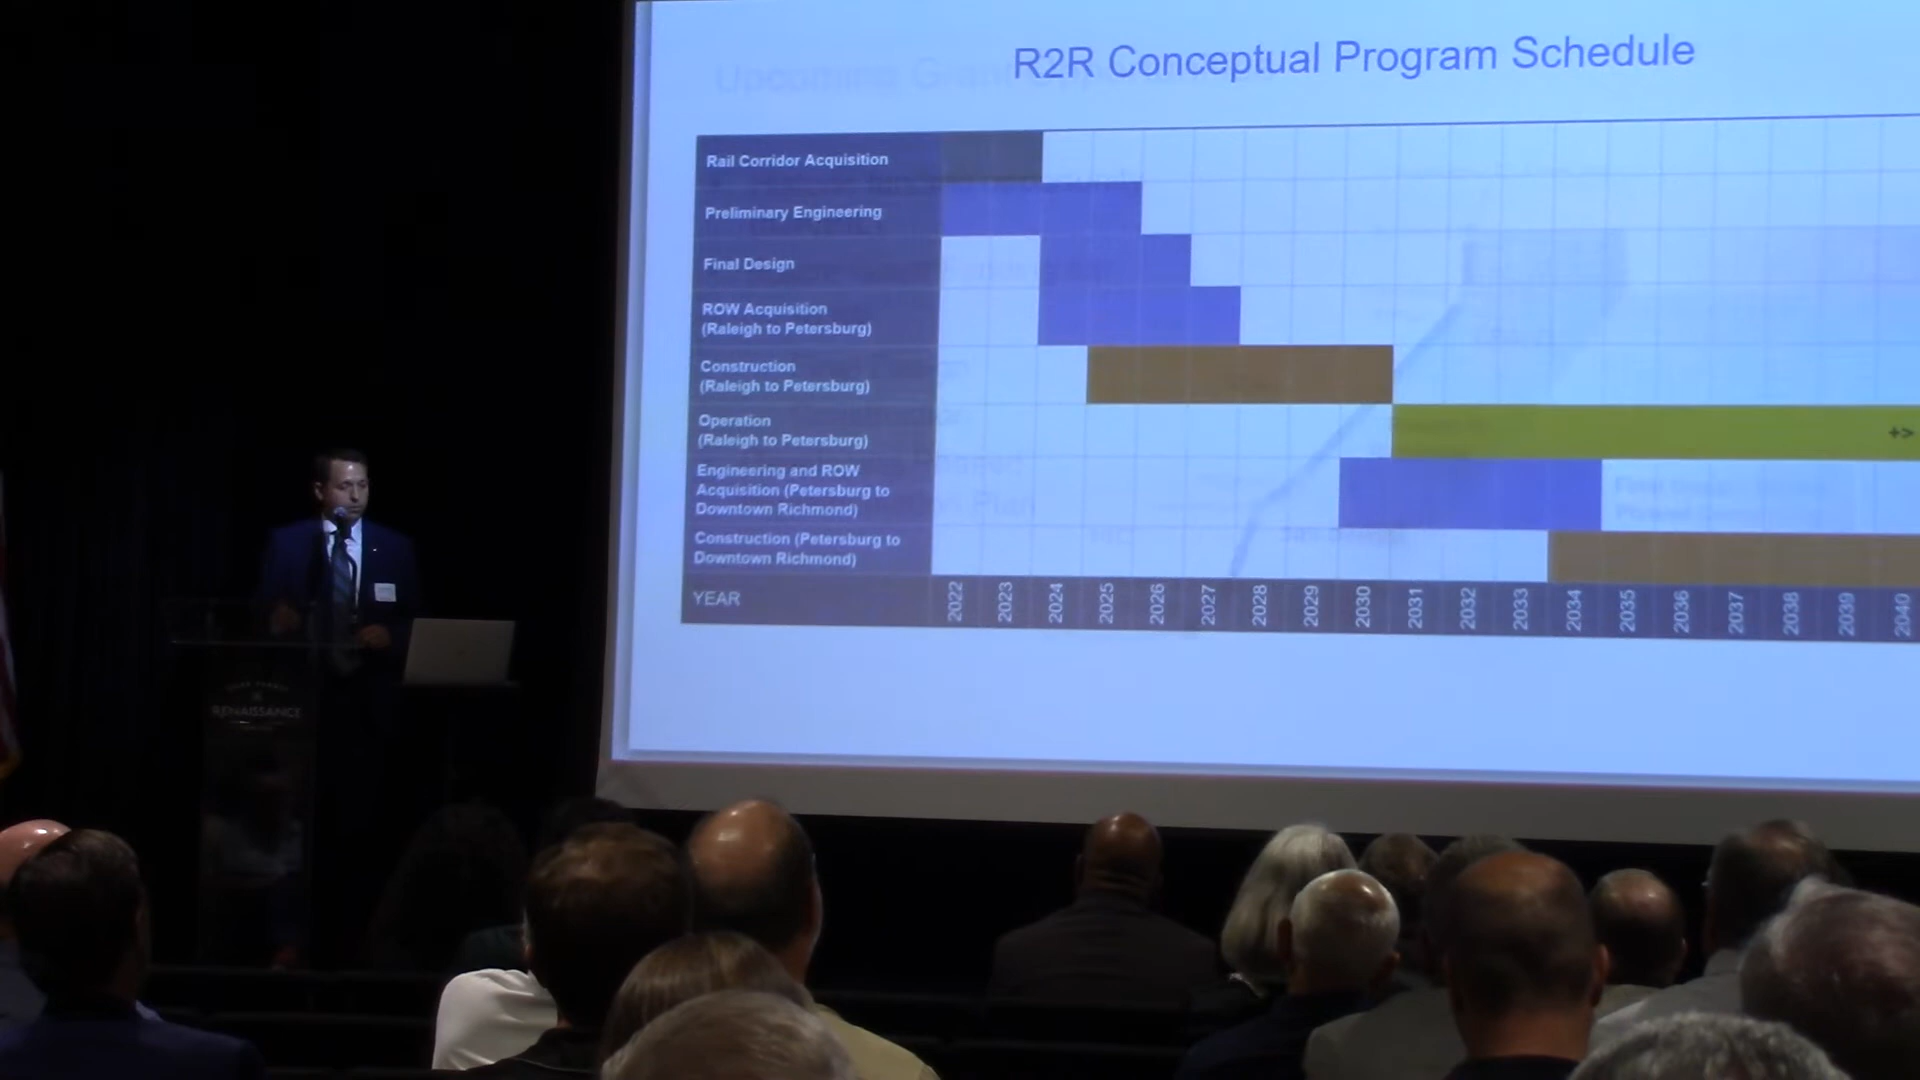 R2R Conceptual Program Schedule
Upcoming Grant
Rail Corridor Acquisition
Preliminary Engineering
Final Design
ROW Acquisition
(Raleigh to Petersburg)
Construction
(Raleigh to Petersburg)
Operation
(Raleigh to Petersburg)
+>
Engineering and ROW
Acquisition (Petersburg to
Downtown Richmond)
Construction (Petersburg to
Downtown Richmond)
YEAR
2022
2023
2024
2025
2026
2027
2028
2029
2030
2031
2032
2033
2034
2035
2036
2037
2038
2039
2040
RENAISSANCE